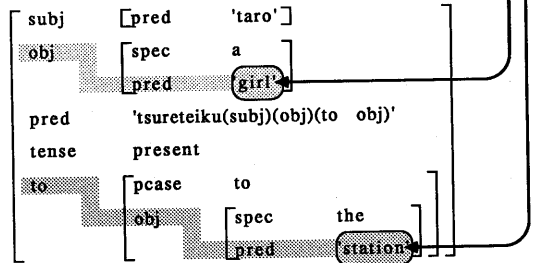 subj [pred 'taro']
obj [spec a
pred 'girl']
pred 'tsureteiku(subj)(obj)(to obj)'
tense present
to [pcase to
obj [spec the
pred 'station']